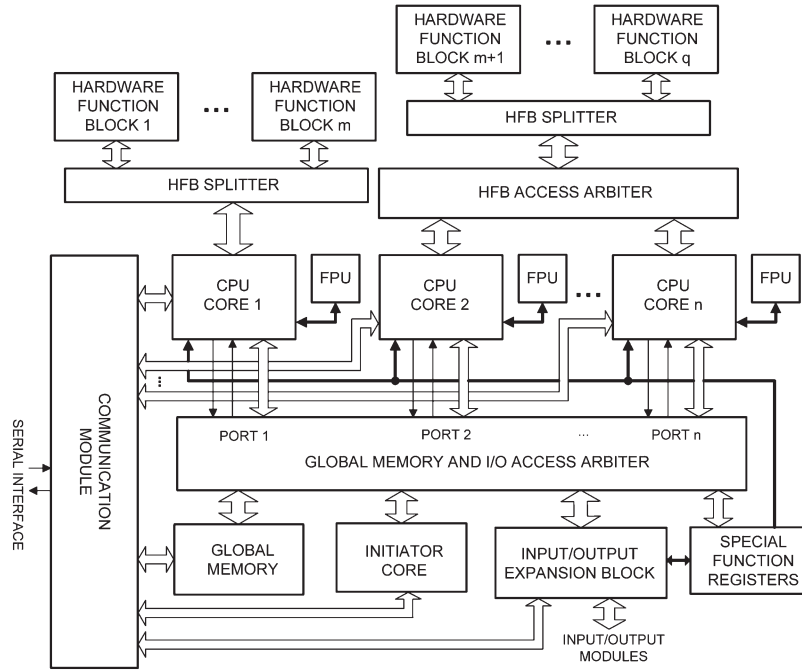 HARDWARE
FUNCTION
BLOCK m+1
...
HARDWARE
FUNCTION
BLOCK q
HARDWARE
FUNCTION
BLOCK 1
...
HARDWARE
FUNCTION
BLOCK m
HFB SPLITTER
HFB SPLITTER
HFB ACCESS ARBITER
CPU
CORE 1
FPU
CPU
CORE 2
FPU
...
CPU
CORE n
FPU
...
COMMUNICATION
MODULE
SERIAL INTERFACE
PORT 1
PORT 2
...
PORT n
GLOBAL MEMORY AND I/O ACCESS ARBITER
GLOBAL
MEMORY
INITIATOR
CORE
INPUT/OUTPUT
EXPANSION BLOCK
SPECIAL
FUNCTION
REGISTERS
INPUT/OUTPUT
MODULES